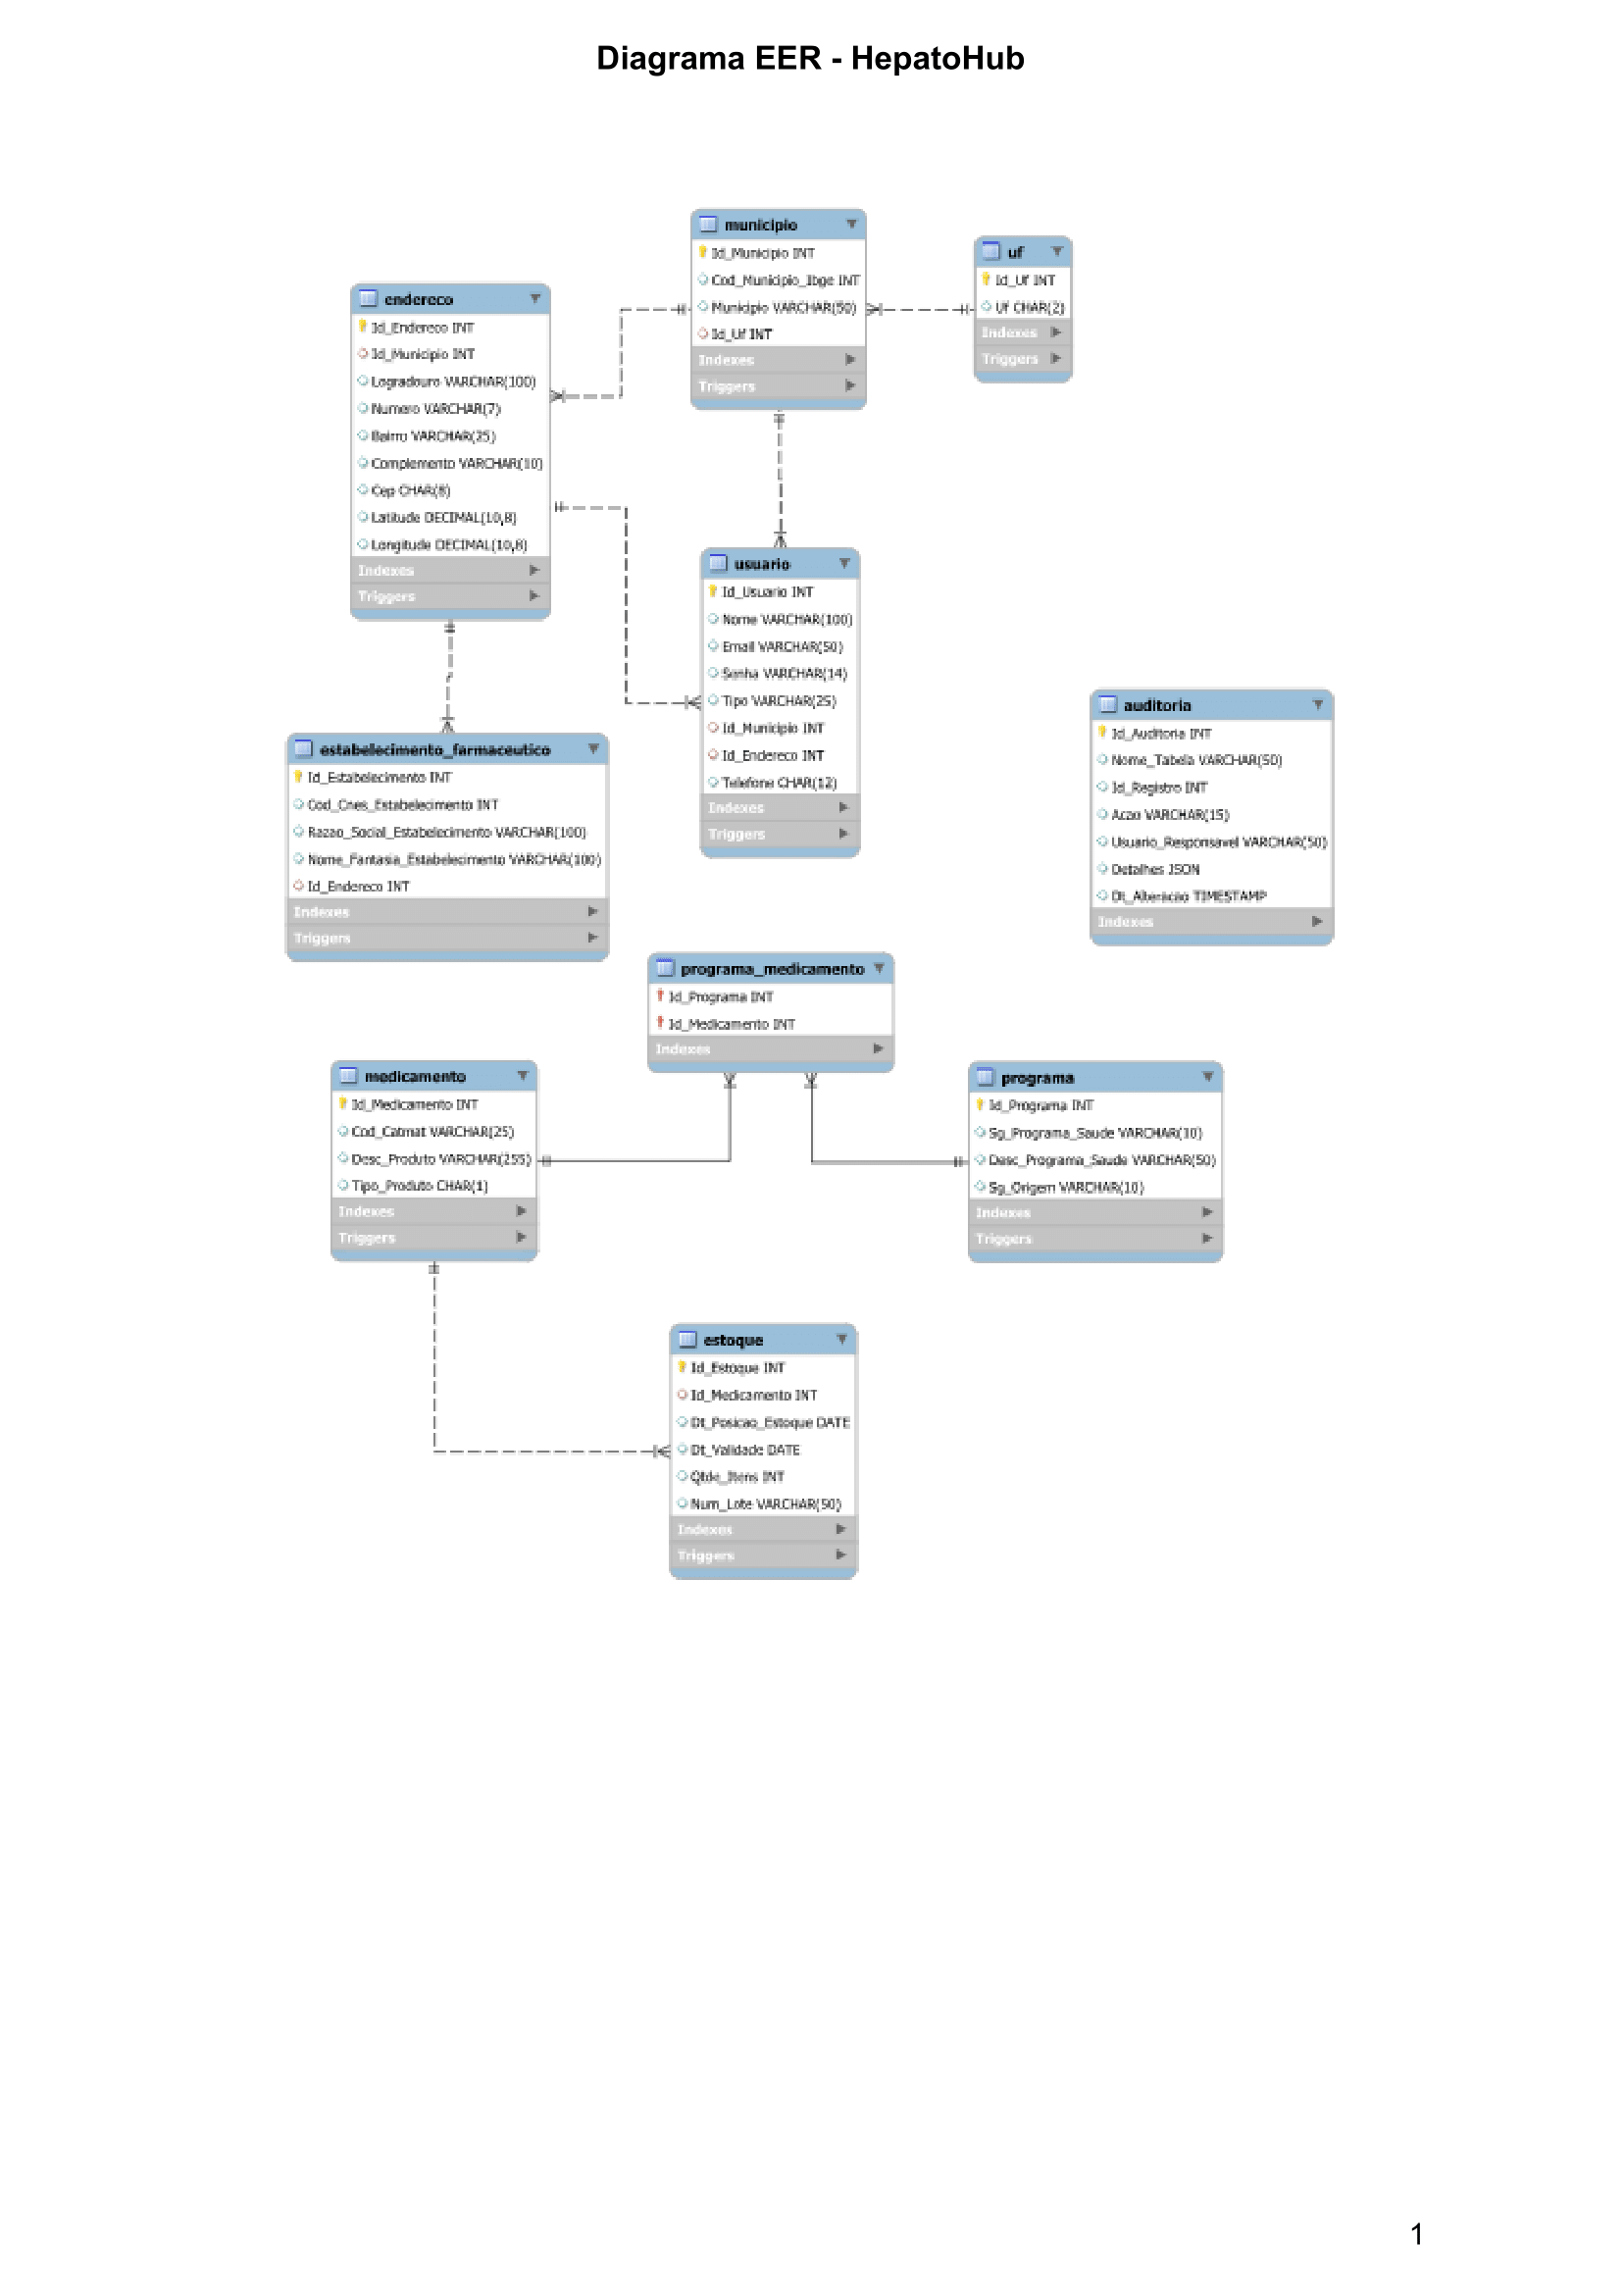 Diagrama EER - HepatoHub
municipio
Id_Municipio INT
Cod_Municipio_Ibge INT
Municipio VARCHAR(50)
Id_Uf INT
Indexes
Triggers
uf
Id_Uf INT
Uf CHAR(2)
Indexes
Triggers
endereco
Id_Endereco INT
Id_Municipio INT
Logradouro VARCHAR(100)
Numero VARCHAR(7)
Bairro VARCHAR(25)
Complemento VARCHAR(10)
Cep CHAR(8)
Latitude DECIMAL(10,8)
Longitude DECIMAL(10,8)
Indexes
Triggers
usuario
Id_Usuario INT
Nome VARCHAR(100)
Email VARCHAR(50)
Senha VARCHAR(14)
Tipo VARCHAR(25)
Id_Municipio INT
Id_Endereco INT
Telefone CHAR(12)
Indexes
Triggers
auditoria
Id_Auditoria INT
Nome_Tabela VARCHAR(50)
Id_Registro INT
Acao VARCHAR(15)
Usuario_Responsavel VARCHAR(50)
Detalhes JSON
Dt_Alteracao TIMESTAMP
Indexes
estabelecimento_farmaceutico
Id_Estabelecimento INT
Cod_Cnes_Estabelecimento INT
Razao_Social_Estabelecimento VARCHAR(100)
Nome_Fantasia_Estabelecimento VARCHAR(100)
Id_Endereco INT
Indexes
Triggers
programa_medicamento
Id_Programa INT
Id_Medicamento INT
Indexes
medicamento
Id_Medicamento INT
Cod_Catmat VARCHAR(25)
Desc_Produto VARCHAR(255)
Tipo_Produto CHAR(1)
Indexes
Triggers
programa
Id_Programa INT
Sg_Programa_Saude VARCHAR(10)
Desc_Programa_Saude VARCHAR(50)
Sg_Origem VARCHAR(10)
Indexes
Triggers
estoque
Id_Estoque INT
Id_Medicamento INT
Dt_Posicao_Estoque DATE
Dt_Validade DATE
Qtde_Itens INT
Num_Lote VARCHAR(50)
Indexes
Triggers
1